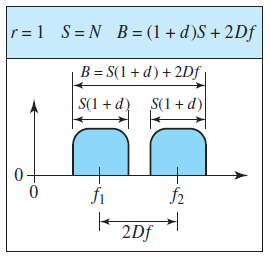 r = 1 S = N B = (1 + d)S + 2Df
B = S(1 + d) + 2Df
S(1 + d) S(1 + d)
0
0 f₁ f₂
2Df